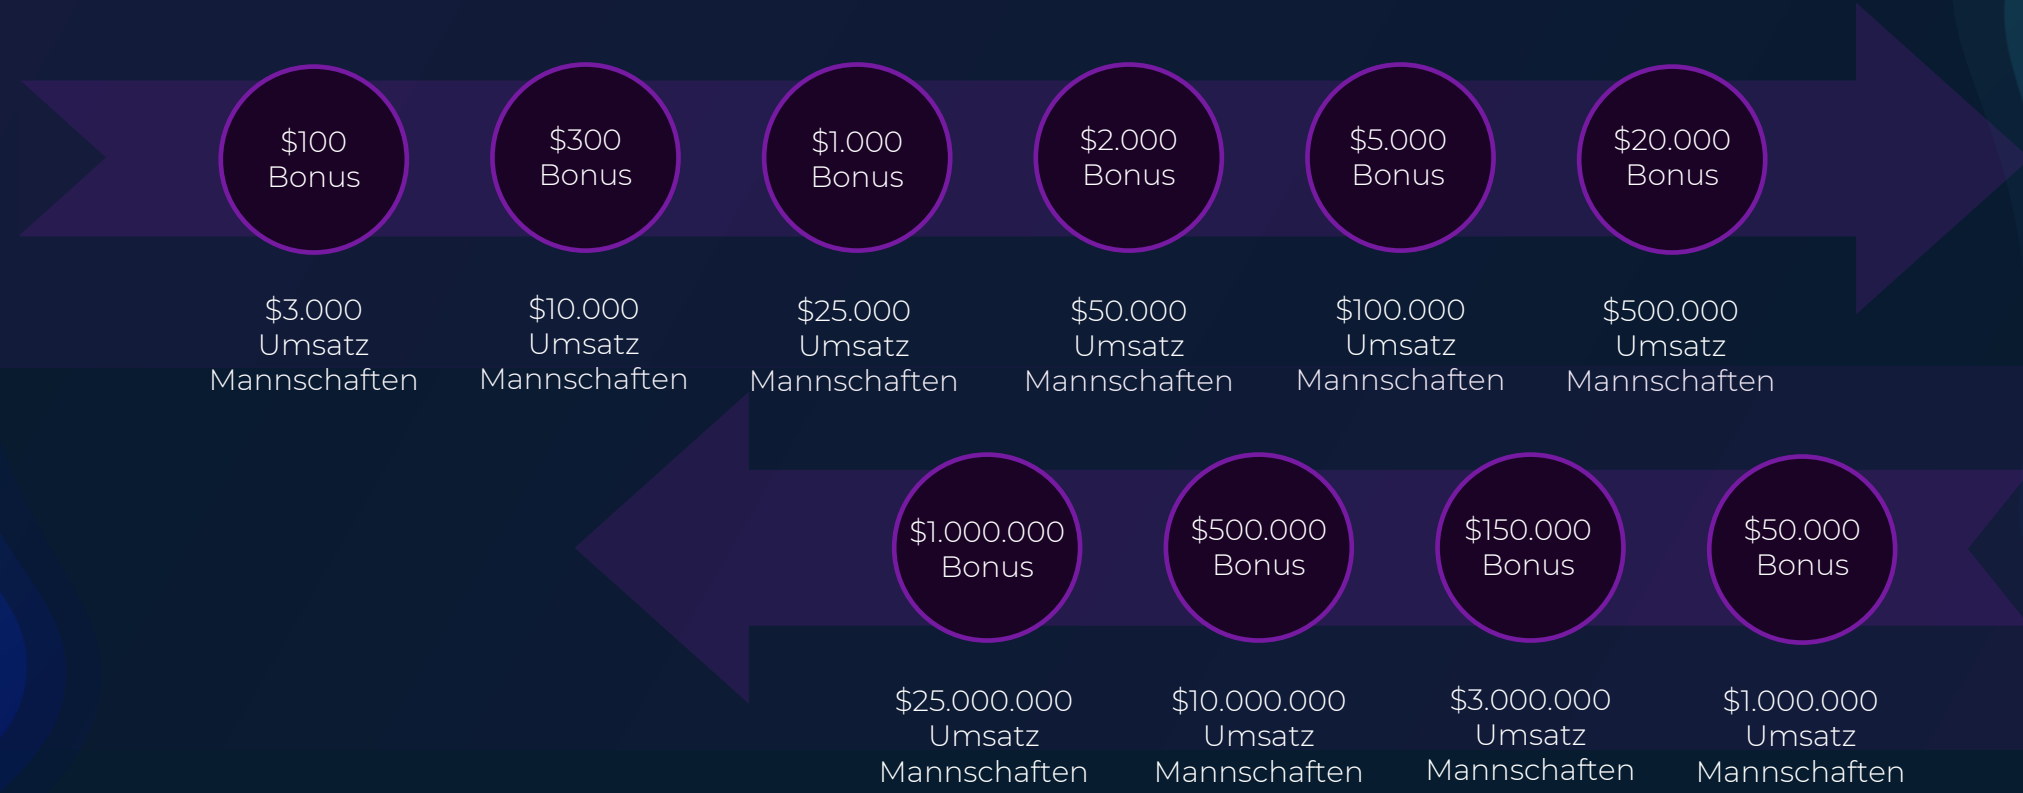 $100
Bonus
$300
Bonus
$1.000
Bonus
$2.000
Bonus
$5.000
Bonus
$20.000
Bonus
$3.000
Umsatz
Mannschaften
$10.000
Umsatz
Mannschaften
$25.000
Umsatz
Mannschaften
$50.000
Umsatz
Mannschaften
$100.000
Umsatz
Mannschaften
$500.000
Umsatz
Mannschaften
$1.000.000
Bonus
$500.000
Bonus
$150.000
Bonus
$50.000
Bonus
$25.000.000
Umsatz
Mannschaften
$10.000.000
Umsatz
Mannschaften
$3.000.000
Umsatz
Mannschaften
$1.000.000
Umsatz
Mannschaften